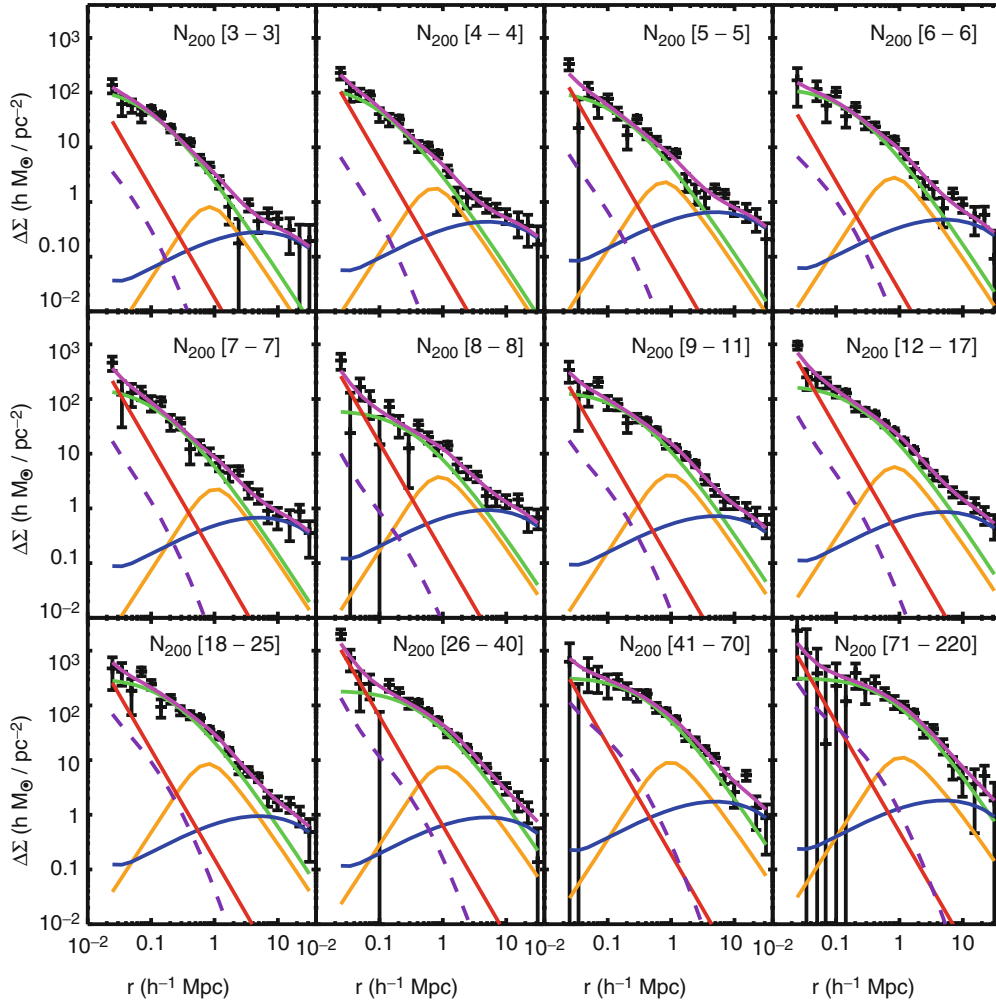 N₂₀₀ [3 – 3]
N₂₀₀ [4 – 4]
N₂₀₀ [5 – 5]
N₂₀₀ [6 – 6]
10³
10²
10
1
0.10
10⁻²
ΔΣ (h M☉ / pc⁻²)
N₂₀₀ [7 – 7]
N₂₀₀ [8 – 8]
N₂₀₀ [9 – 11]
N₂₀₀ [12 – 17]
10³
10²
10
1
0.1
10⁻²
ΔΣ (h M☉ / pc⁻²)
N₂₀₀ [18 – 25]
N₂₀₀ [26 – 40]
N₂₀₀ [41 – 70]
N₂₀₀ [71 – 220]
10³
10²
10
1
0.1
10⁻²
ΔΣ (h M☉ / pc⁻²)
10⁻² 0.1 1 10 10⁻² 0.1 1 10 10⁻² 0.1 1 10 10⁻² 0.1 1 10
r (h⁻¹ Mpc) r (h⁻¹ Mpc) r (h⁻¹ Mpc) r (h⁻¹ Mpc)